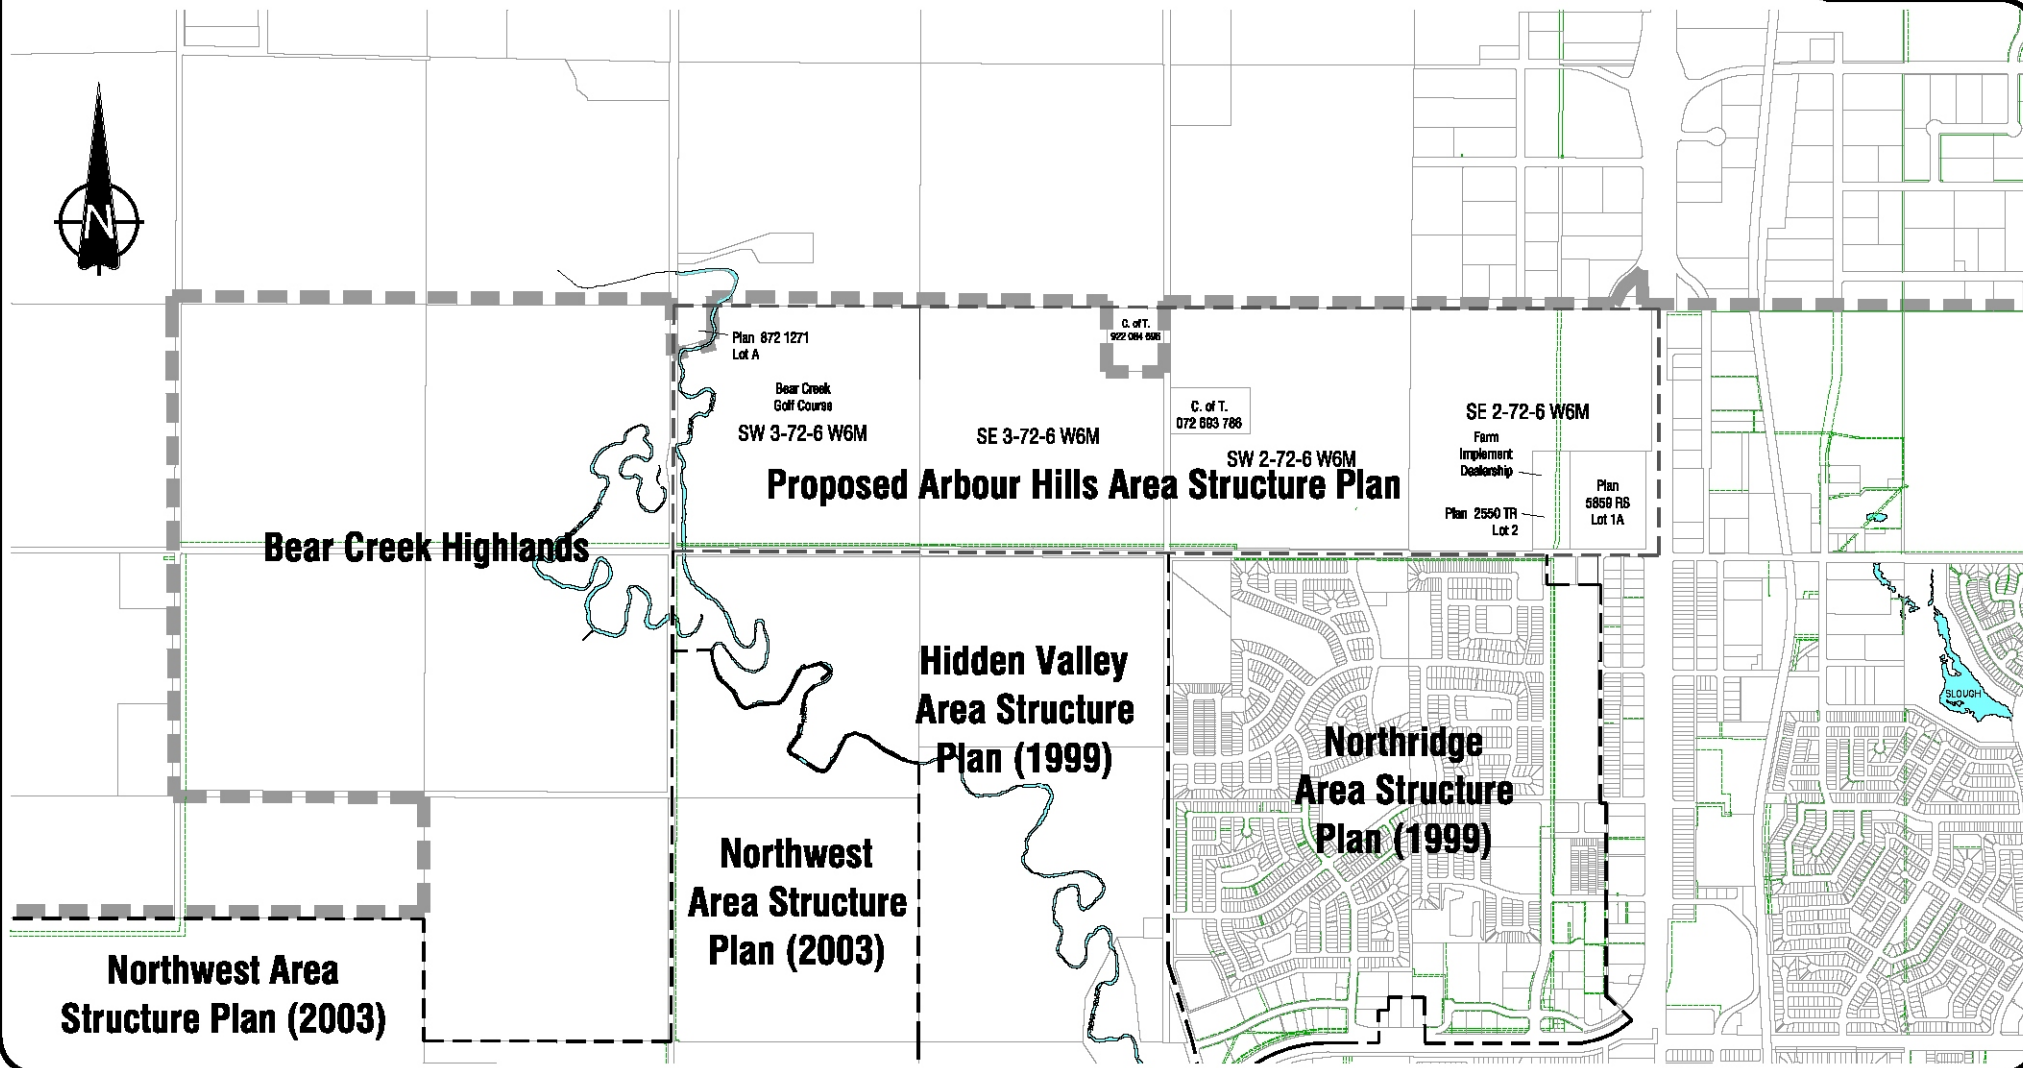 N
Plan 872 1271
Lot A
Bear Creek
Golf Course
SW 3-72-6 W6M
SE 3-72-6 W6M
C. of T.
C. of T.
072 693 786
SW 2-72-6 W6M
SE 2-72-6 W6M
Farm
Implement
Dealership
Plan 2550 TR
Lot 2
Plan
5859 RS
Lot 1A
Proposed Arbour Hills Area Structure Plan
Bear Creek Highlands
Hidden Valley
Area Structure
Plan (1999)
Northridge
Area Structure
Plan (1999)
SLOUGH
Northwest
Area Structure
Plan (2003)
Northwest Area
Structure Plan (2003)